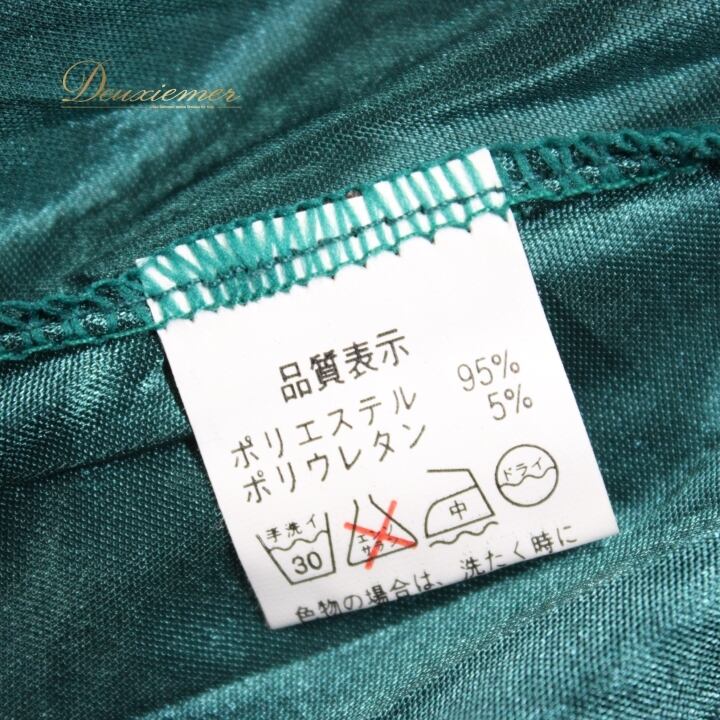 Deuxiemer
品質表示
ポリエステル 95%
ポリウレタン 5%
手洗イ
30
エンソ
サラシ
中
ドライ
色物の場合は、洗たく時に